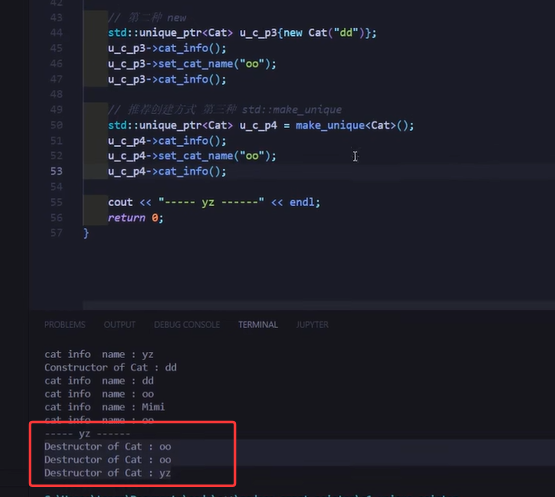 42
43 // 第二种 new
44 std::unique_ptr<Cat> u_c_p3{new Cat("dd")};
45 u_c_p3->cat_info();
46 u_c_p3->set_cat_name("oo");
47 u_c_p3->cat_info();
48
49 // 推荐创建方式 第三种 std::make_unique
50 std::unique_ptr<Cat> u_c_p4 = make_unique<Cat>();
51 u_c_p4->cat_info();
52 u_c_p4->set_cat_name("oo");
53 u_c_p4->cat_info();
54
55 cout << "----- yz ------" << endl;
56 return 0;
57 }
PROBLEMS OUTPUT DEBUG CONSOLE TERMINAL JUPYTER
cat info name : yz
Constructor of Cat : dd
cat info name : dd
cat info name : oo
cat info name : Mimi
cat info name : oo
----- yz ------
Destructor of Cat : oo
Destructor of Cat : oo
Destructor of Cat : yz